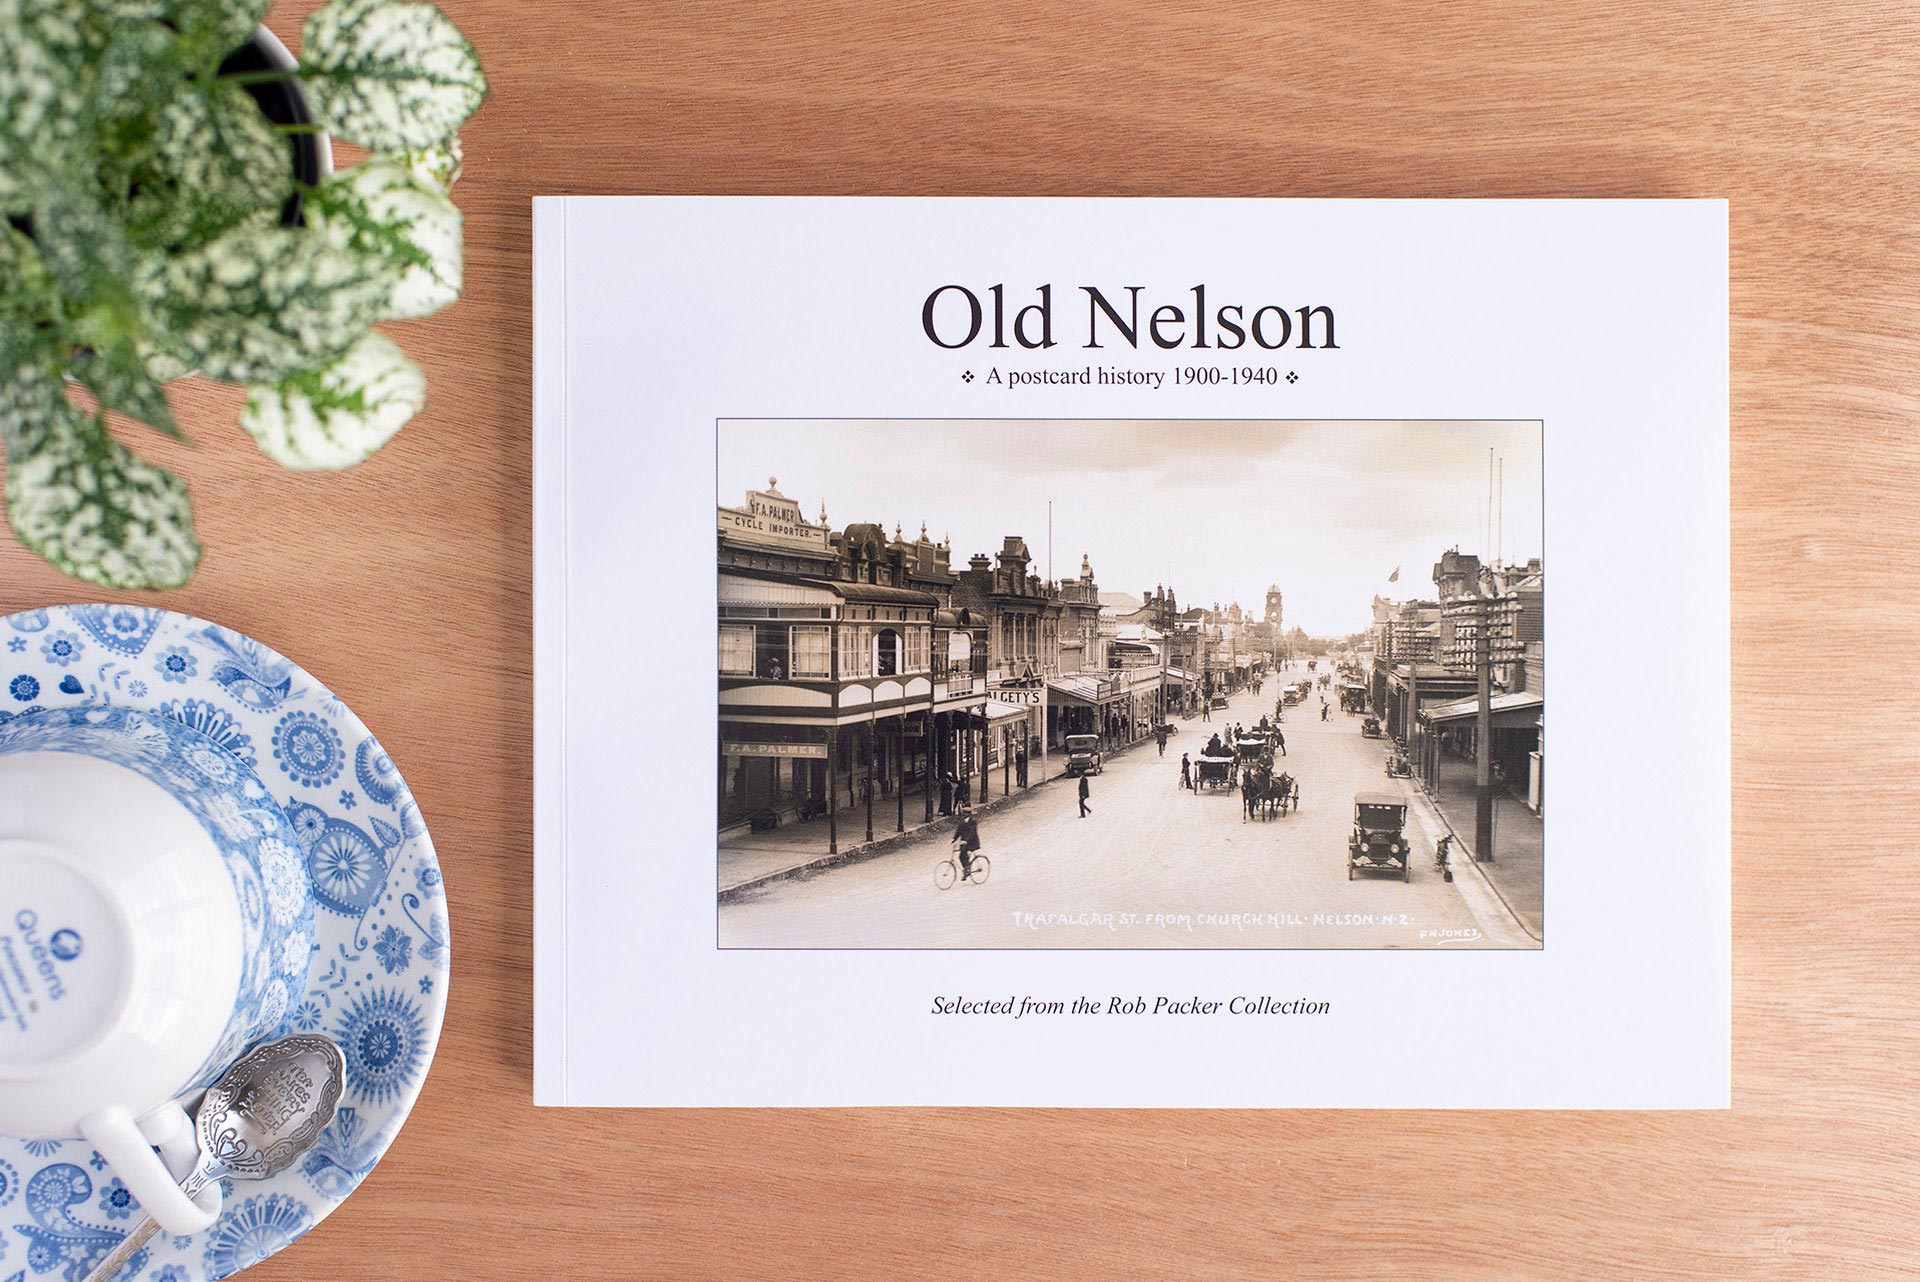 Old Nelson
❖ A postcard history 1900-1940 ❖
F.A. PALMER
— CYCLE IMPORTER. —
LGETY'S
F.A. PALMER.
TRAFALGAR ST. FROM CHURCH HILL · NELSON · N·Z ·
F N JONES,
Selected from the Rob Packer Collection
Queens